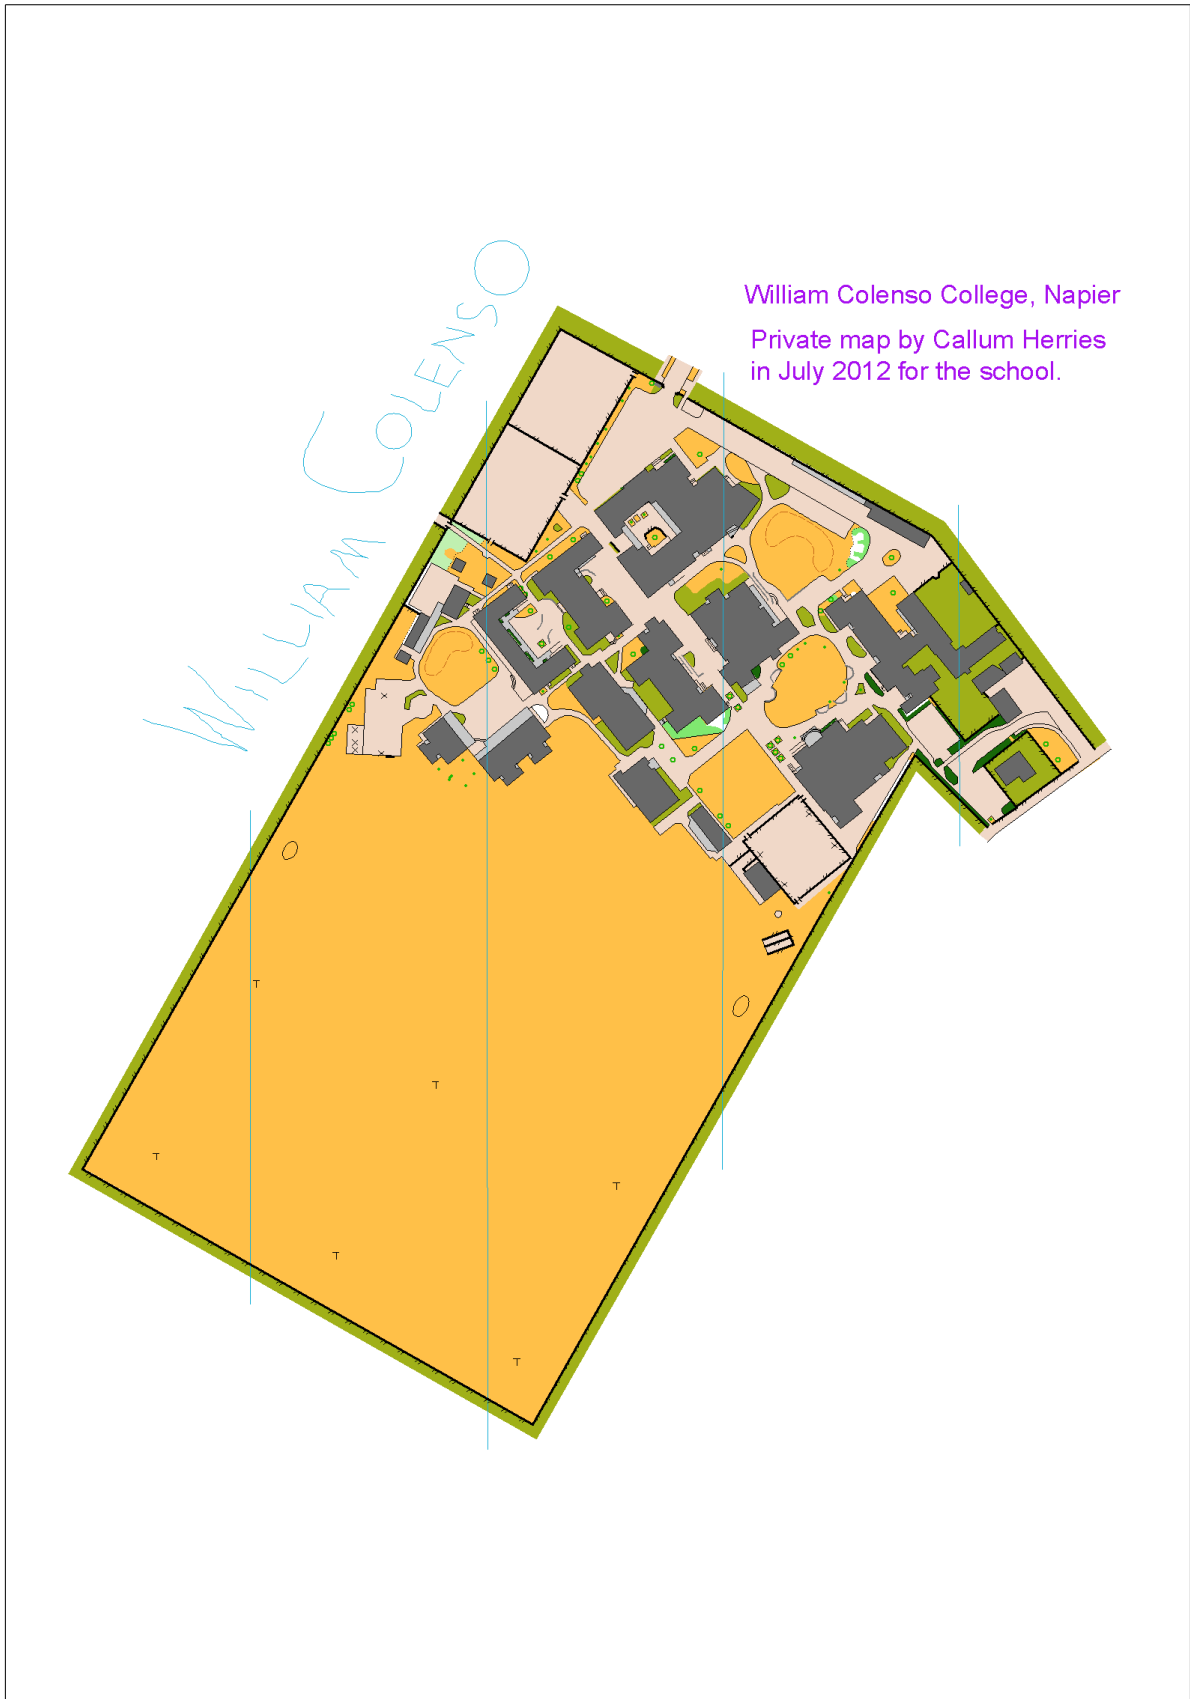 WILLIAM COLENSO
William Colenso College, Napier
Private map by Callum Herries
in July 2012 for the school.